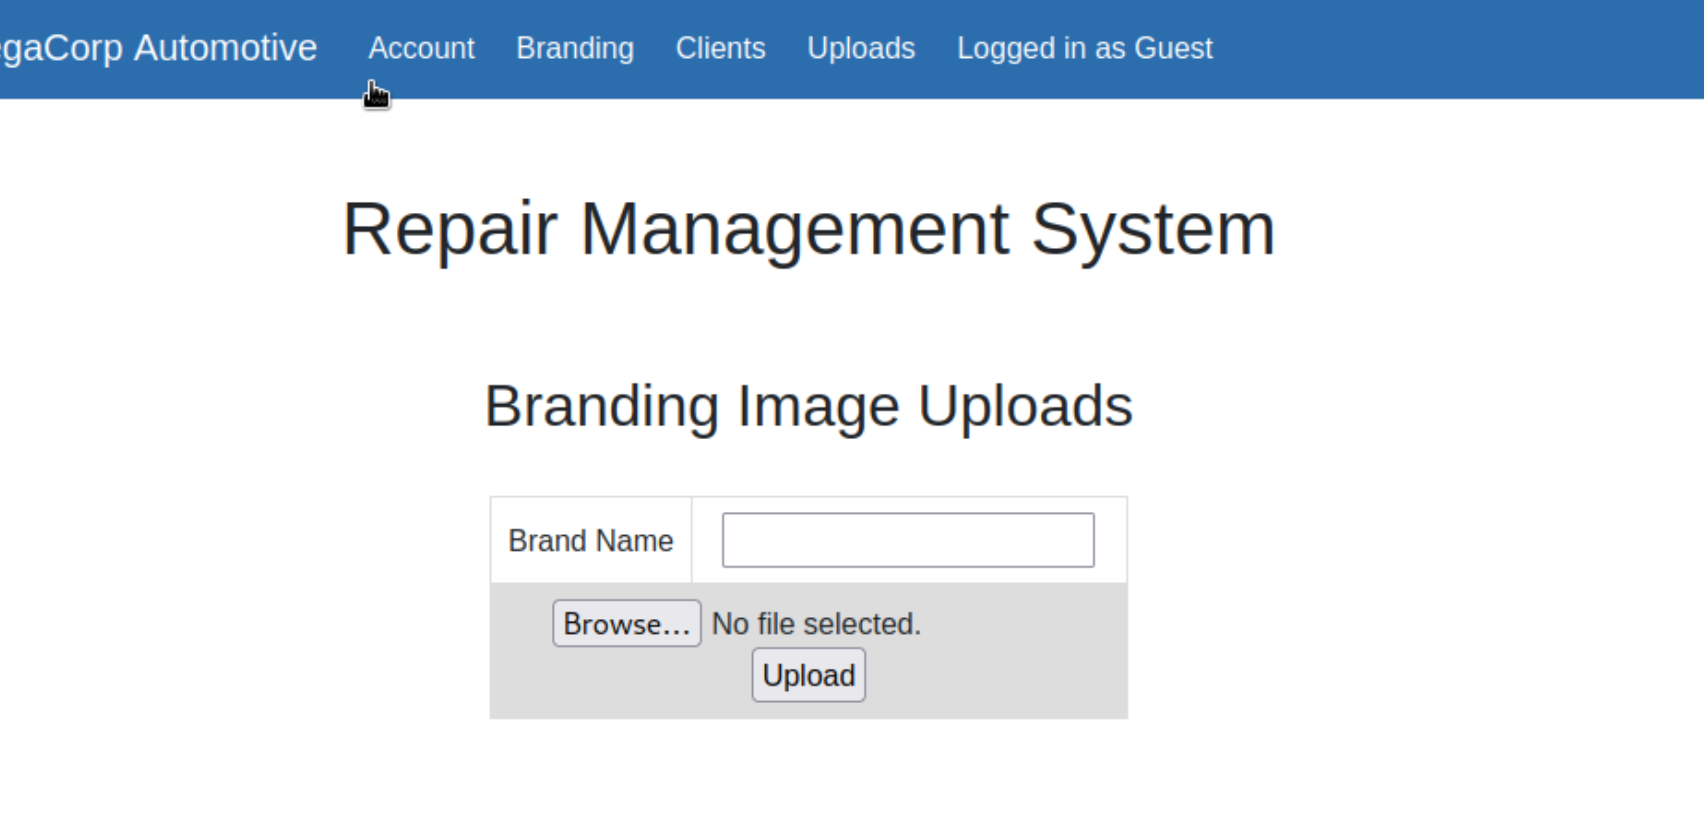 egaCorp Automotive Account Branding Clients Uploads Logged in as Guest
Repair Management System
Branding Image Uploads
Brand Name
Browse... No file selected.
Upload